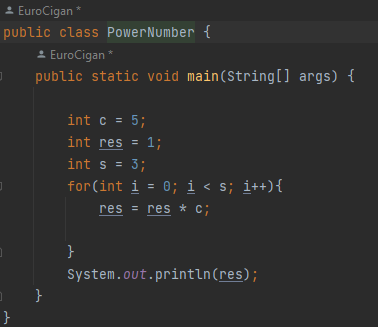 EuroCigan *
public class PowerNumber {
EuroCigan *
public static void main(String[] args) {
int c = 5;
int res = 1;
int s = 3;
for(int i = 0; i < s; i++){
res = res * c;
}
System.out.println(res);
}
}